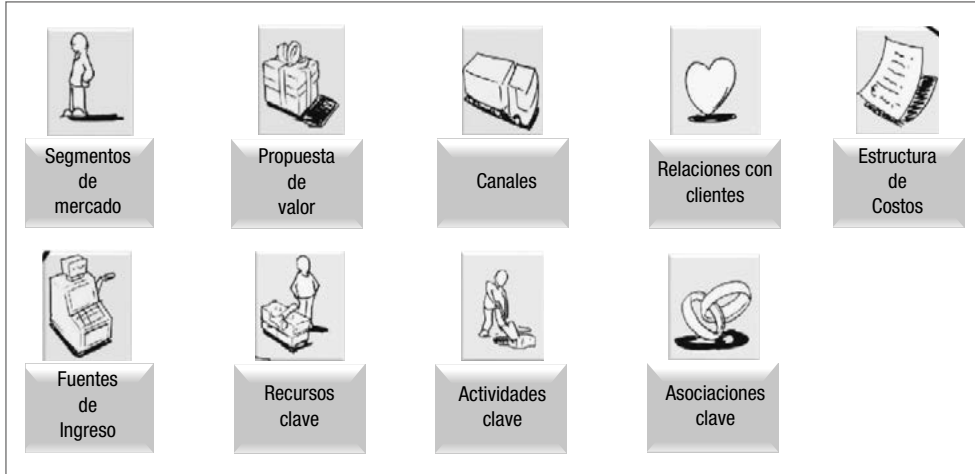 Segmentos
de
mercado
Propuesta
de
valor
Canales
Relaciones con
clientes
Estructura
de
Costos
Fuentes
de
Ingreso
Recursos
clave
Actividades
clave
Asociaciones
clave